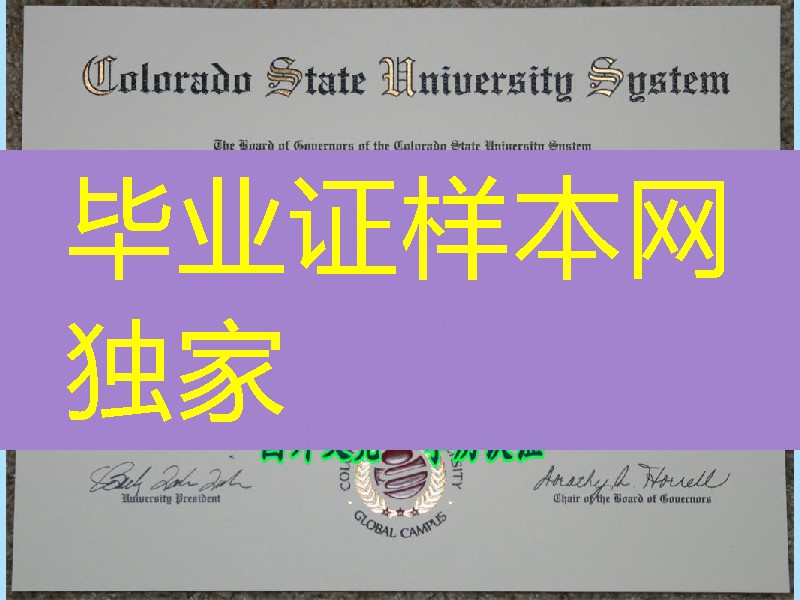 Colorado State University System
The Board of Governors of the Colorado State University System
毕业证样本网
独家
University President
Chair of the Board of Governors
GLOBAL CAMPUS